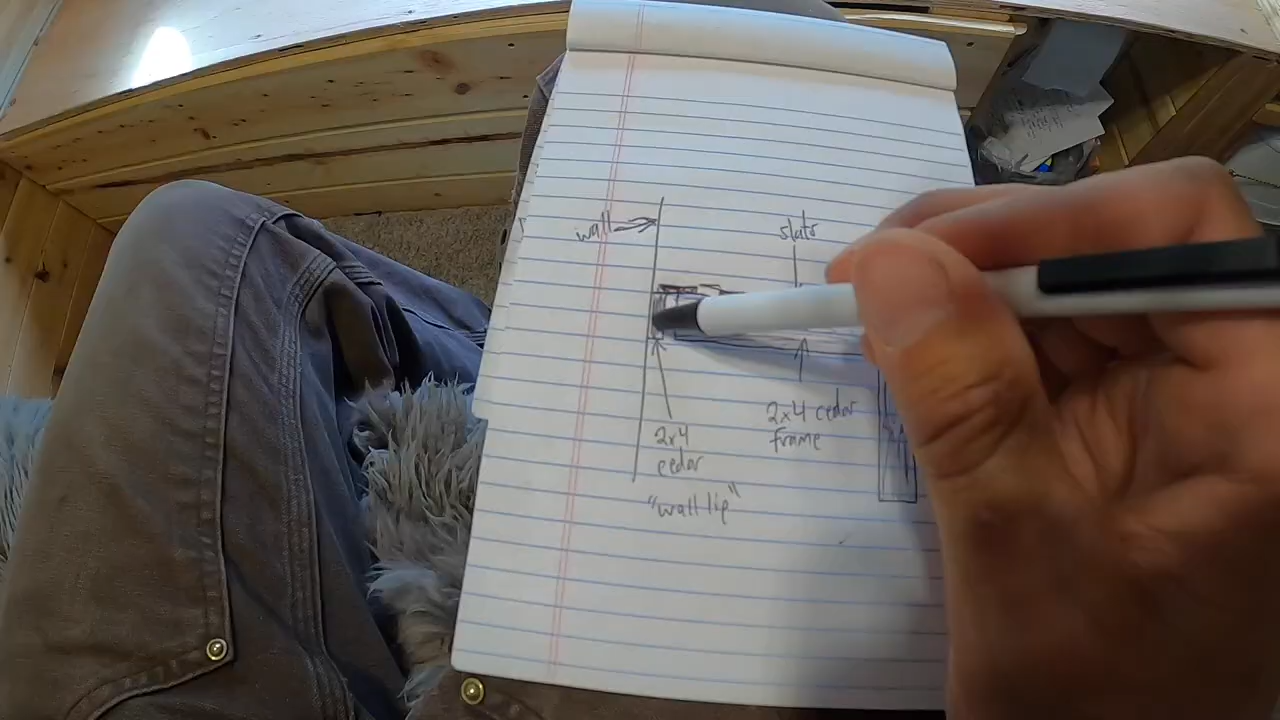 wall
slats
2x4 cedar
frame
2x4
cedar
"wall lip"